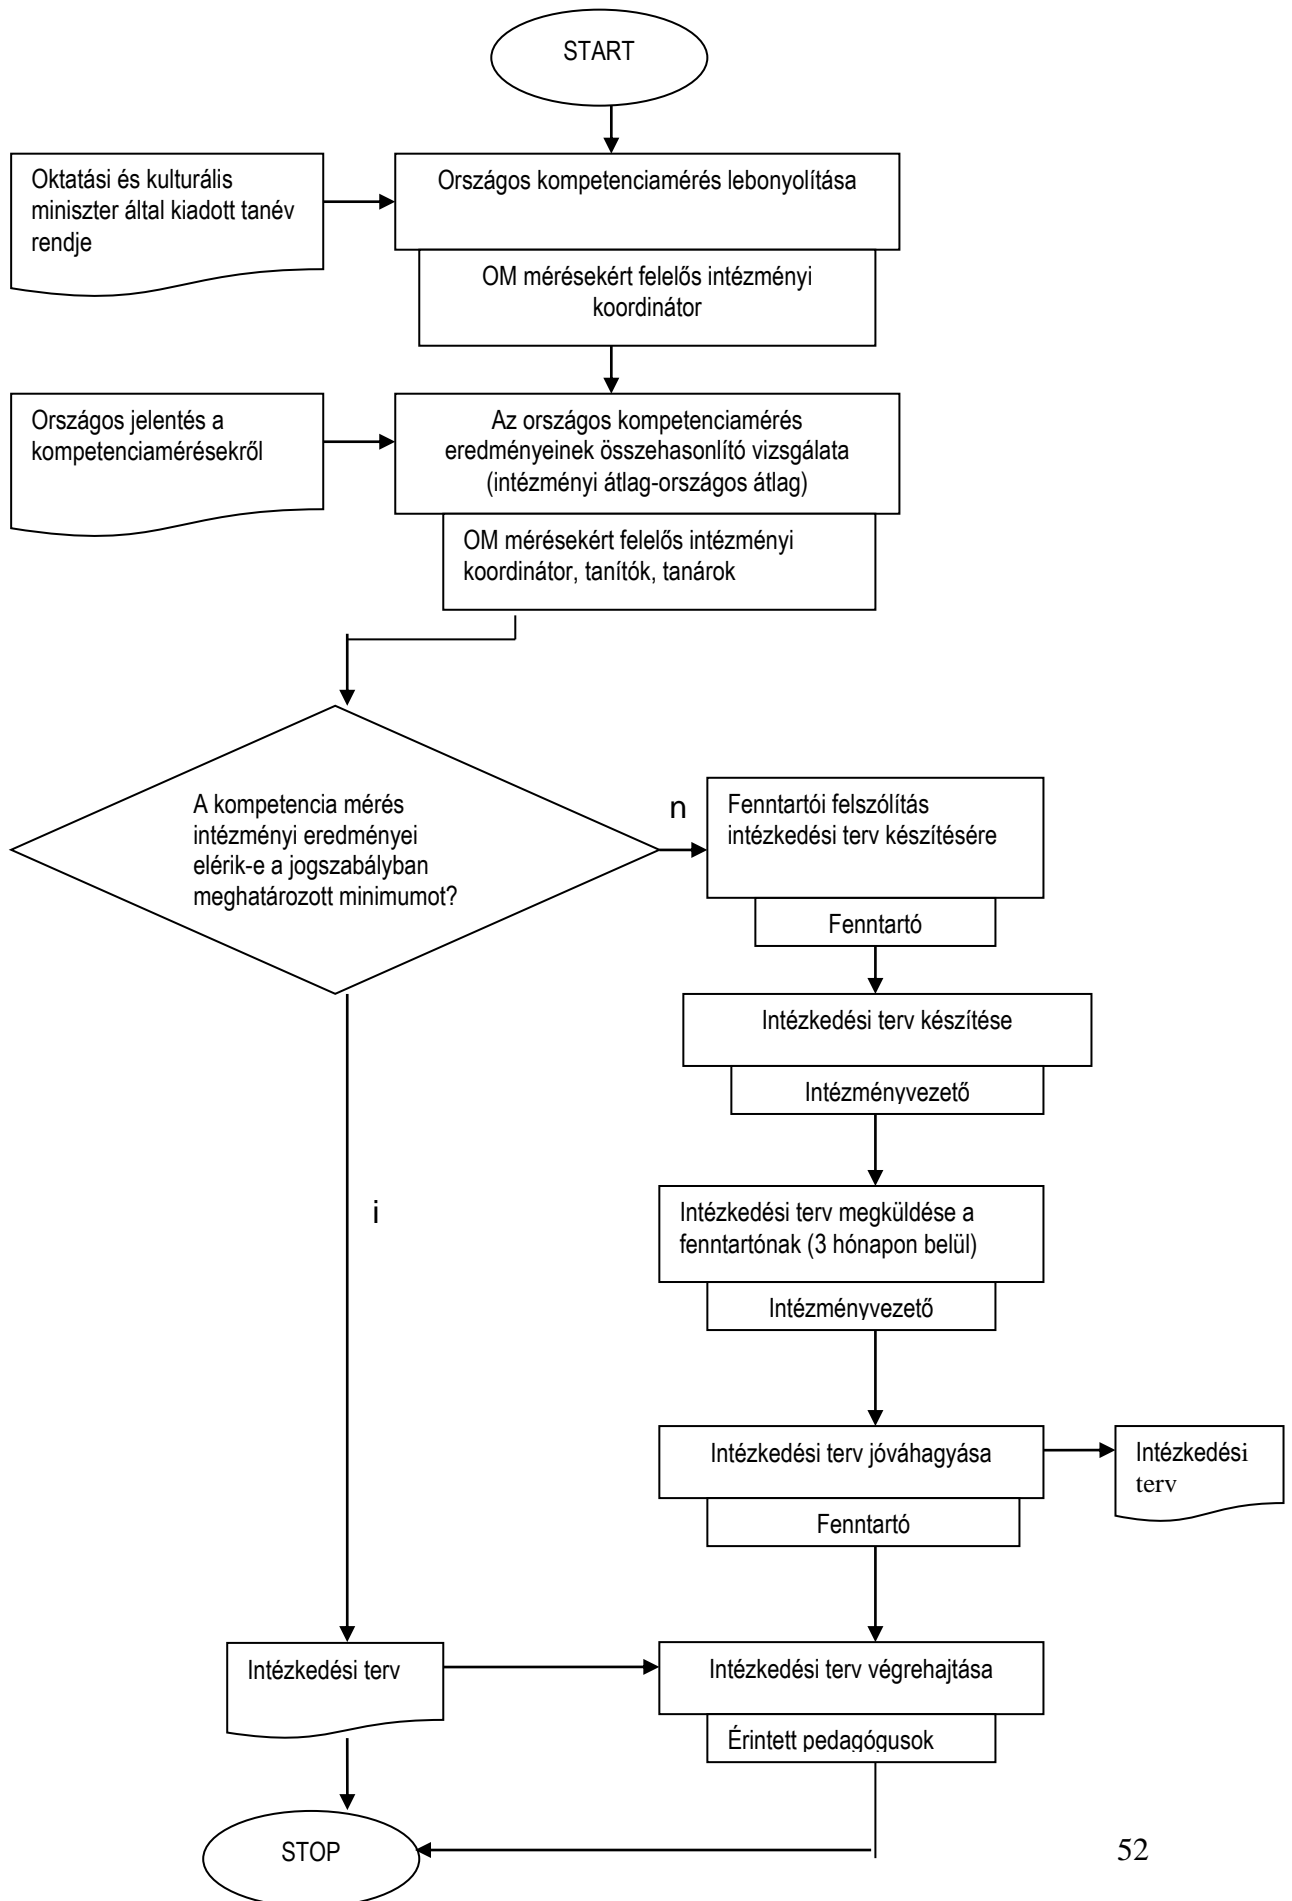 START
Oktatási és kulturális
miniszter által kiadott tanév
rendje
Országos kompetenciamérés lebonyolítása
OM mérésekért felelős intézményi
koordinátor
Országos jelentés a
kompetenciamérésekről
Az országos kompetenciamérés
eredményeinek összehasonlító vizsgálata
(intézményi átlag-országos átlag)
OM mérésekért felelős intézményi
koordinátor, tanítók, tanárok
A kompetencia mérés
intézményi eredményei
elérik-e a jogszabályban
meghatározott minimumot?
n
Fenntartói felszólítás
intézkedési terv készítésére
Fenntartó
Intézkedési terv készítése
Intézményvezető
i
Intézkedési terv megküldése a
fenntartónak (3 hónapon belül)
Intézményvezető
Intézkedési terv jóváhagyása
Fenntartó
Intézkedési
terv
Intézkedési terv
Intézkedési terv végrehajtása
Érintett pedagógusok
STOP
52